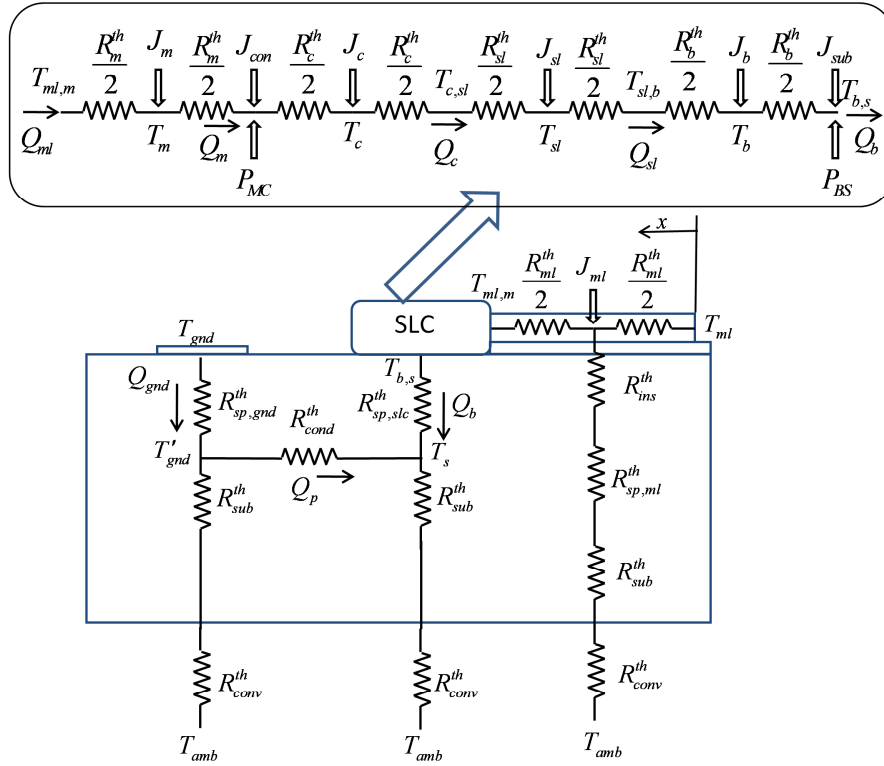 R_m^th/2 J_m R_m^th/2 J_con R_c^th/2 J_c R_c^th/2 R_sl^th/2 J_sl R_sl^th/2 R_b^th/2 J_b R_b^th/2 J_sub
T_ml,m T_c,sl T_sl,b T_b,s
Q_ml T_m Q_m T_c Q_c T_sl Q_sl T_b Q_b
P_MC P_BS
x
T_ml,m R_ml^th/2 J_ml R_ml^th/2
SLC T_ml
T_gnd
T_b,s
Q_gnd R_sp,gnd^th R_sp,slc^th Q_b R_ins^th
R_cond^th
T'_gnd T_s
Q_p R_sp,ml^th
R_sub^th R_sub^th
R_sub^th
R_conv^th R_conv^th R_conv^th
T_amb T_amb T_amb